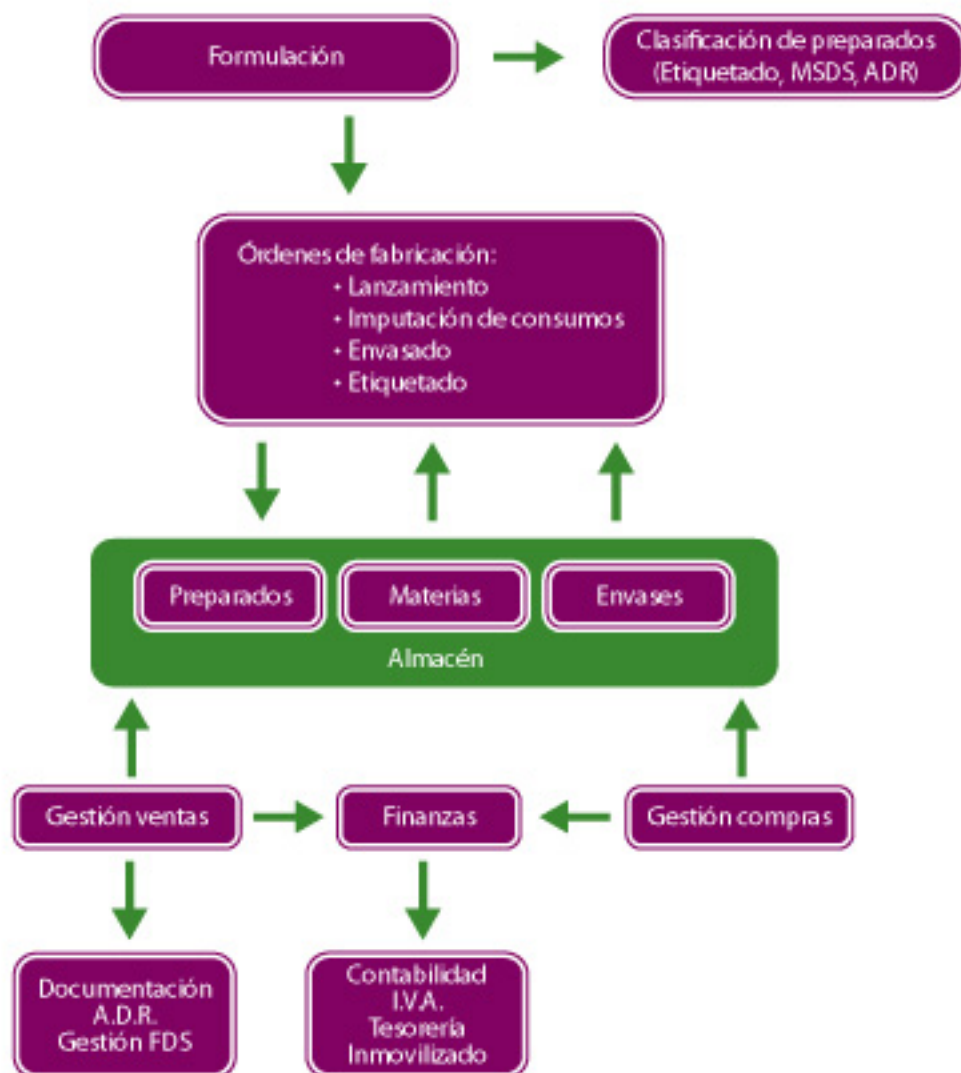 Formulación
Clasificación de preparados
(Etiquetado, MSDS, ADR)
Órdenes de fabricación:
• Lanzamiento
• Imputación de consumos
• Envasado
• Etiquetado
Preparados
Materias
Envases
Almacén
Gestión ventas
Finanzas
Gestión compras
Documentación
A.D.R.
Gestión FDS
Contabilidad
I.V.A.
Tesorería
Inmovilizado